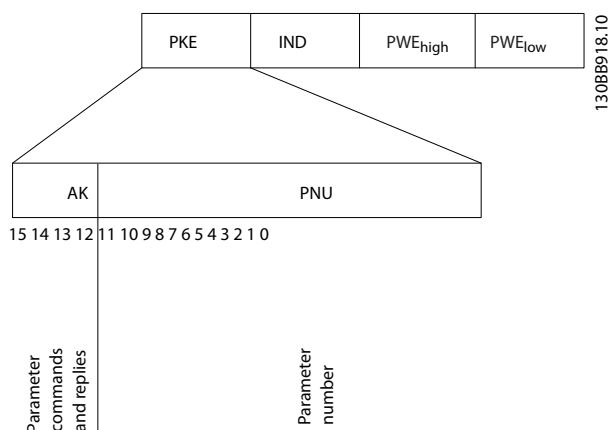 PKE IND PWEhigh PWElow
130BB918.10
AK PNU
15 14 13 12 11 10 9 8 7 6 5 4 3 2 1 0
Parameter
commands
and replies
Parameter
number